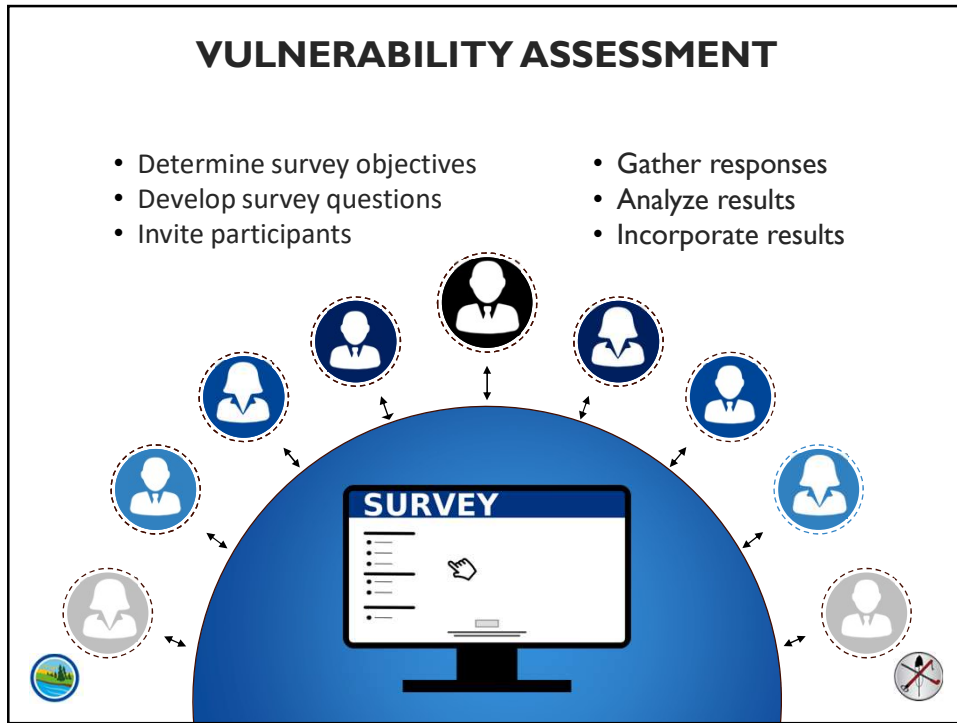 VULNERABILITY ASSESSMENT
• Determine survey objectives
• Develop survey questions
• Invite participants
• Gather responses
• Analyze results
• Incorporate results
SURVEY